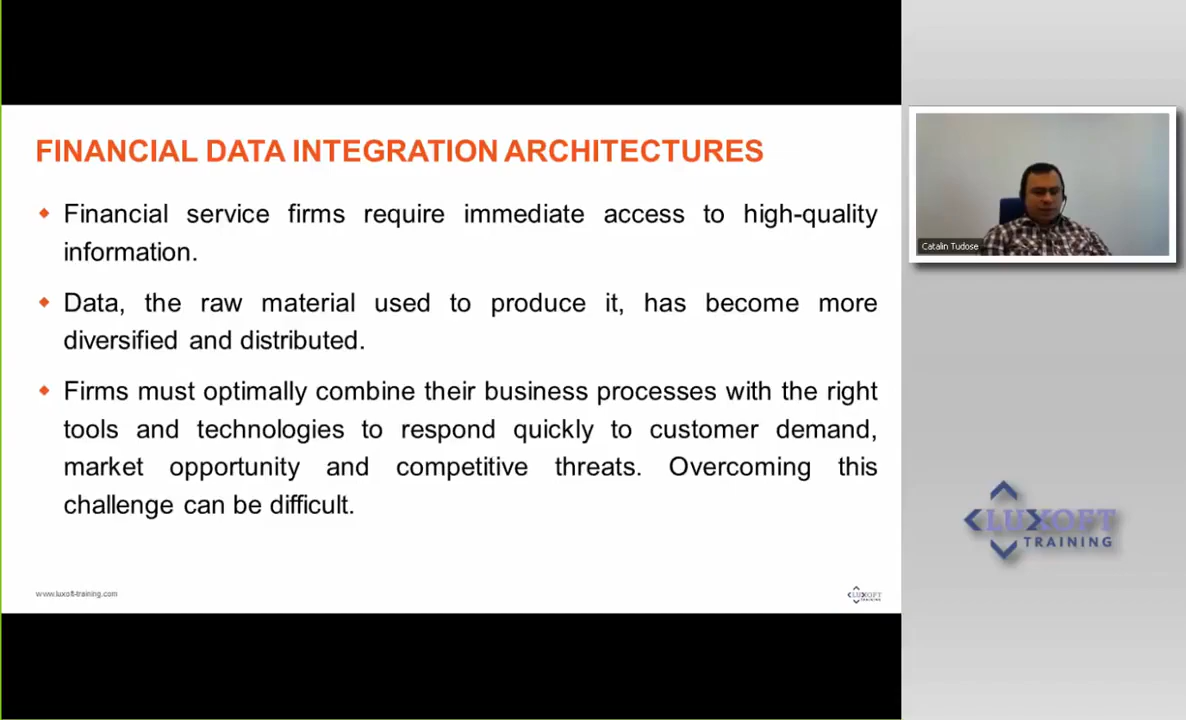 FINANCIAL DATA INTEGRATION ARCHITECTURES
Financial service firms require immediate access to high-quality
information.
Data, the raw material used to produce it, has become more
diversified and distributed.
Firms must optimally combine their business processes with the right
tools and technologies to respond quickly to customer demand,
market opportunity and competitive threats. Overcoming this
challenge can be difficult.
www.luxoft-training.com
LUXOFT
TRAINING
Catalin Tudose
LUXOFT
TRAINING